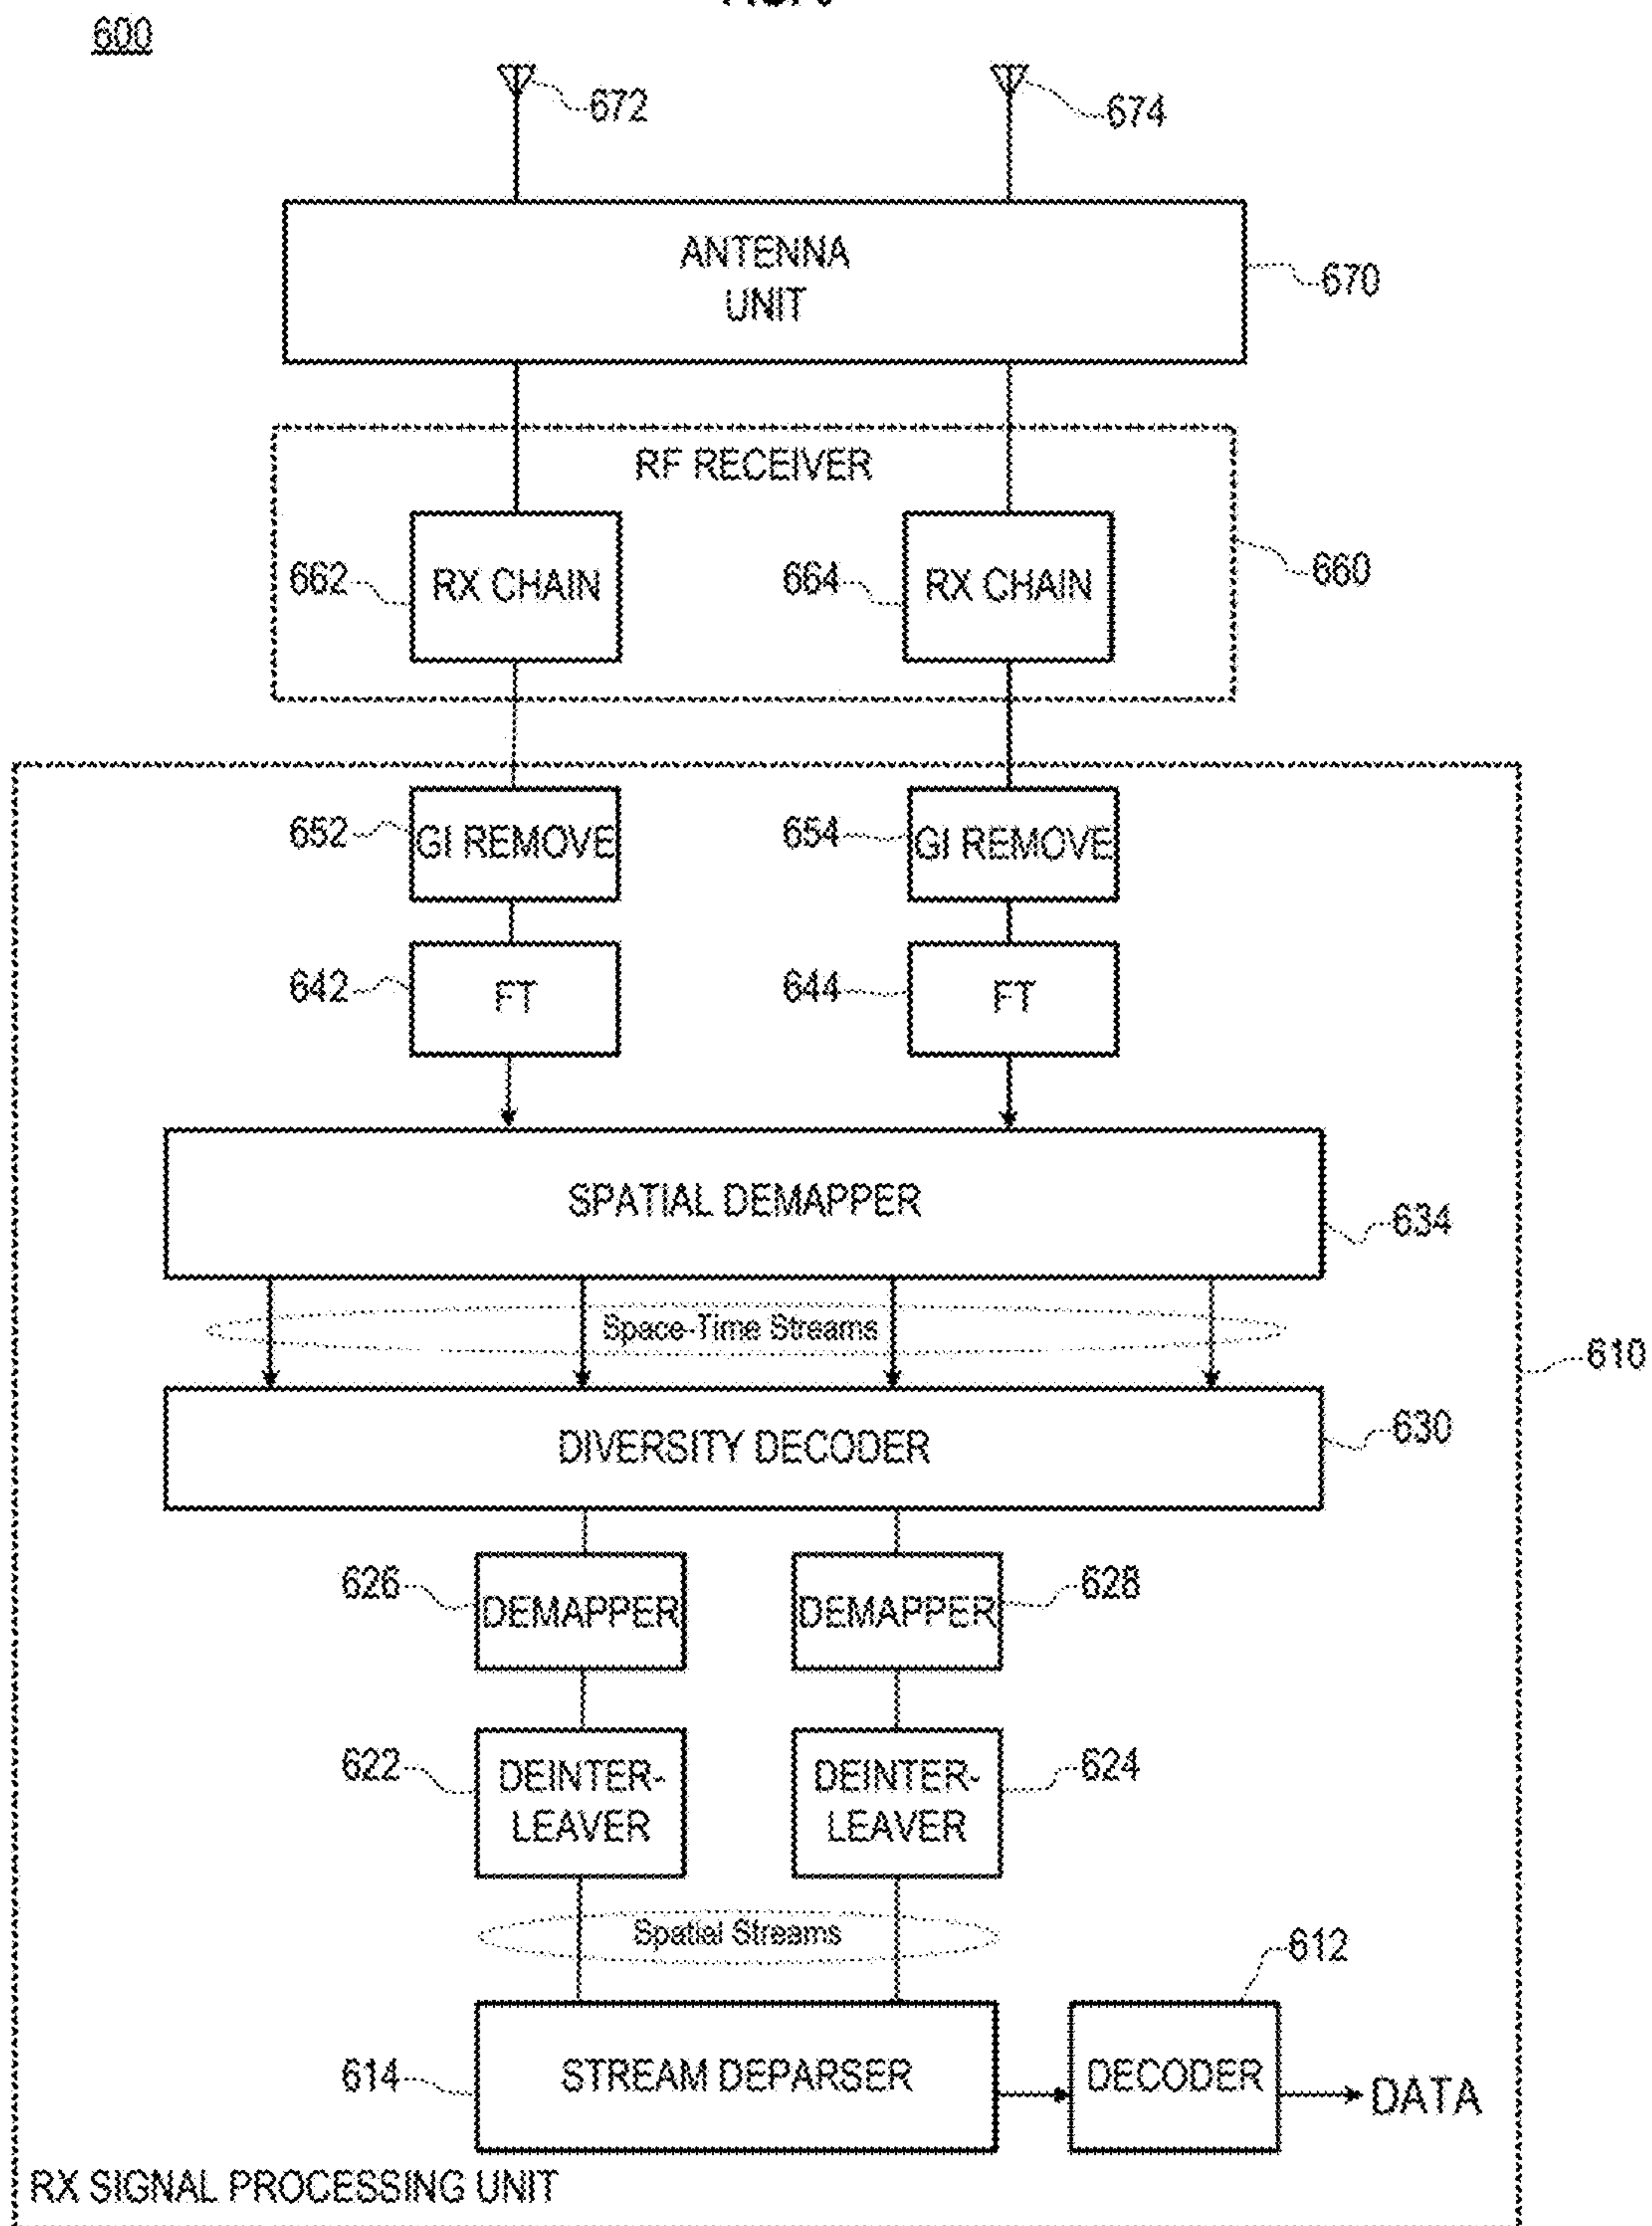 600
672
674
ANTENNA
UNIT
670
RF RECEIVER
662
RX CHAIN
664
RX CHAIN
660
652
GI REMOVE
654
GI REMOVE
642
FT
644
FT
SPATIAL DEMAPPER
634
Space-Time Streams
610
DIVERSITY DECODER
630
626
DEMAPPER
DEMAPPER
628
622
DEINTER-
LEAVER
DEINTER-
LEAVER
624
Spatial Streams
612
614
STREAM DEPARSER
DECODER
DATA
RX SIGNAL PROCESSING UNIT